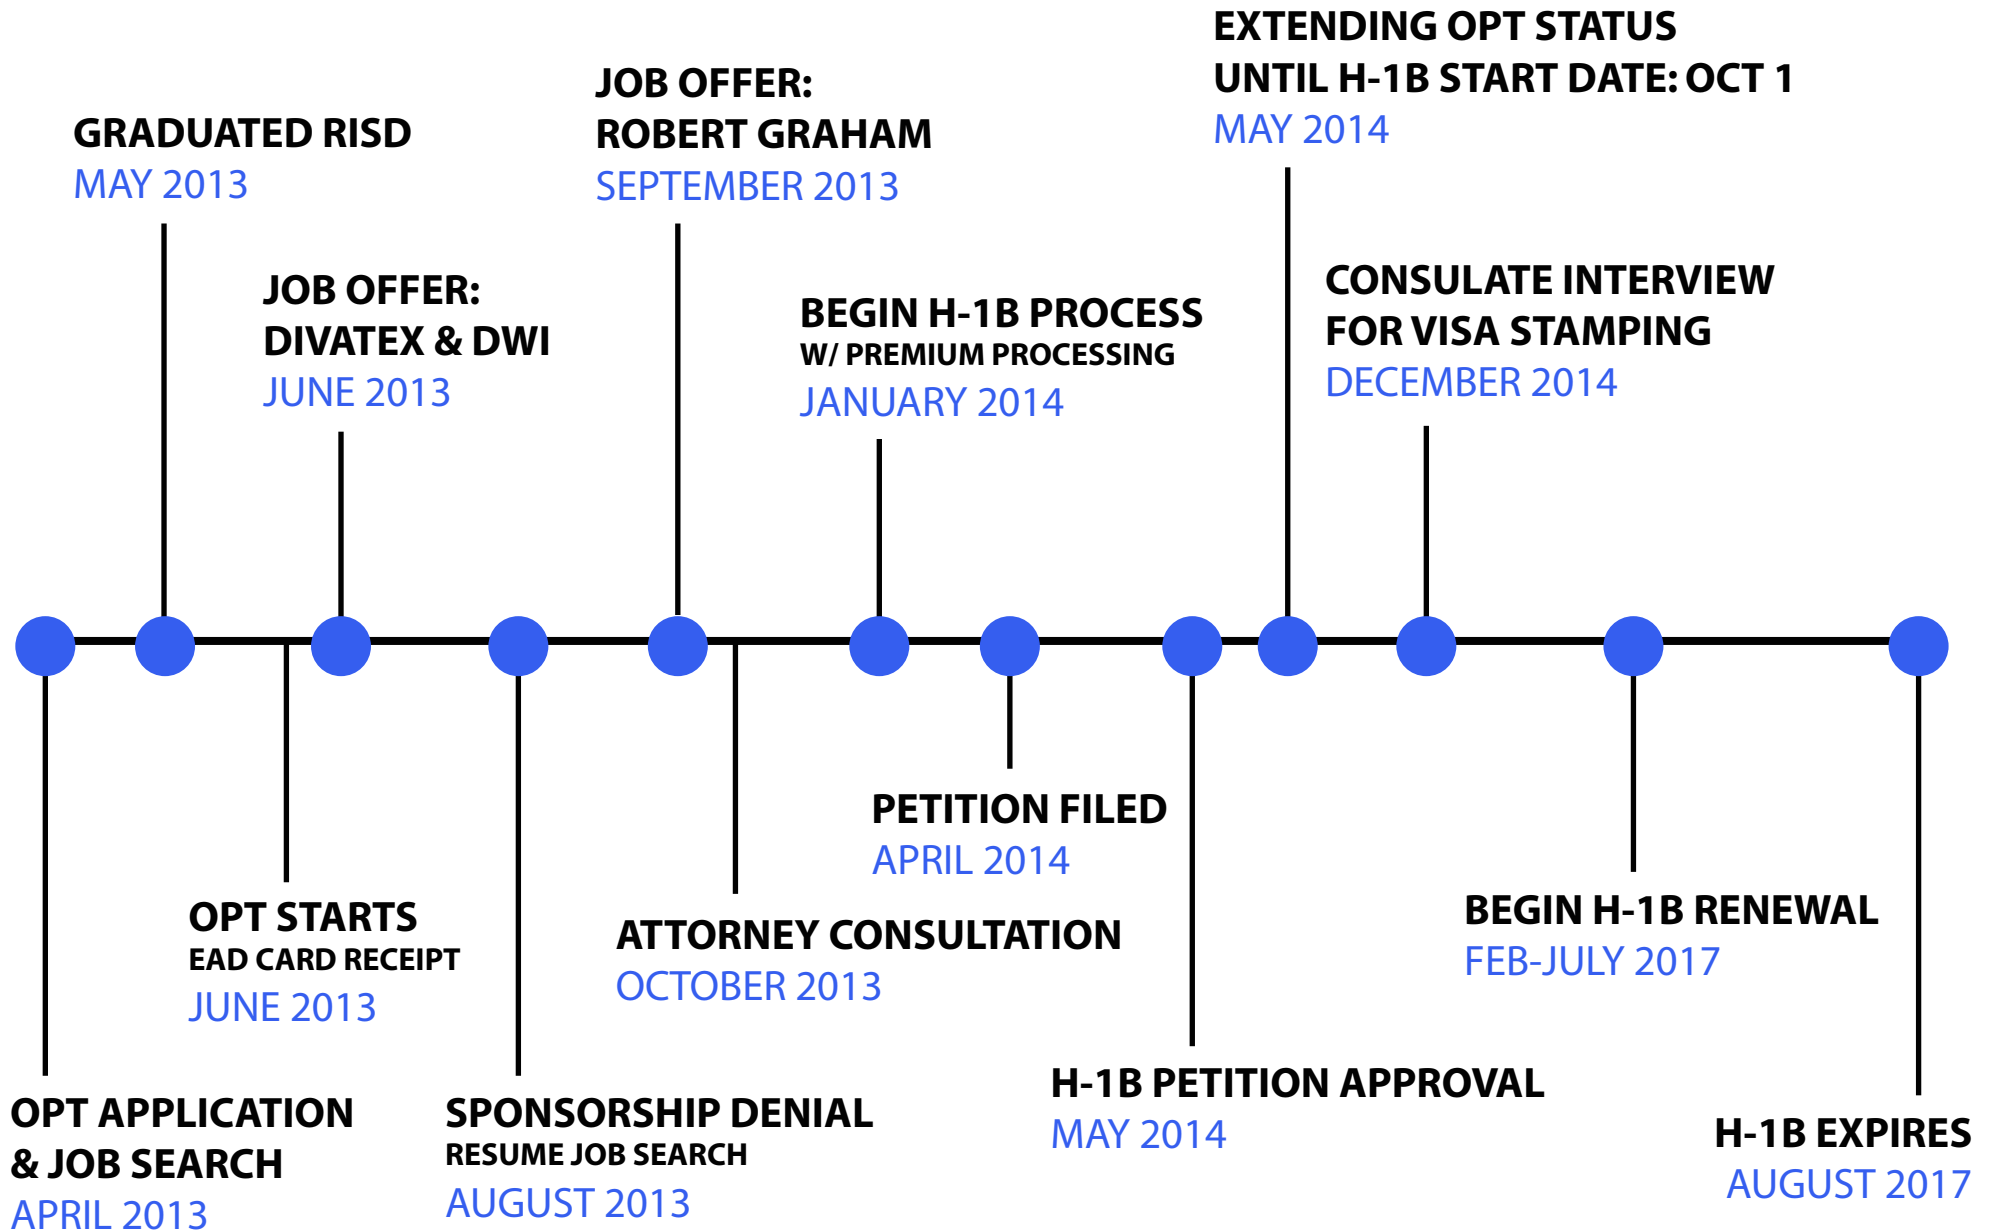 EXTENDING OPT STATUS
UNTIL H-1B START DATE: OCT 1
MAY 2014
JOB OFFER:
ROBERT GRAHAM
SEPTEMBER 2013
GRADUATED RISD
MAY 2013
JOB OFFER:
DIVATEX & DWI
JUNE 2013
BEGIN H-1B PROCESS
W/ PREMIUM PROCESSING
JANUARY 2014
CONSULATE INTERVIEW
FOR VISA STAMPING
DECEMBER 2014
PETITION FILED
APRIL 2014
OPT STARTS
EAD CARD RECEIPT
JUNE 2013
ATTORNEY CONSULTATION
OCTOBER 2013
BEGIN H-1B RENEWAL
FEB-JULY 2017
OPT APPLICATION
& JOB SEARCH
APRIL 2013
SPONSORSHIP DENIAL
RESUME JOB SEARCH
AUGUST 2013
H-1B PETITION APPROVAL
MAY 2014
H-1B EXPIRES
AUGUST 2017